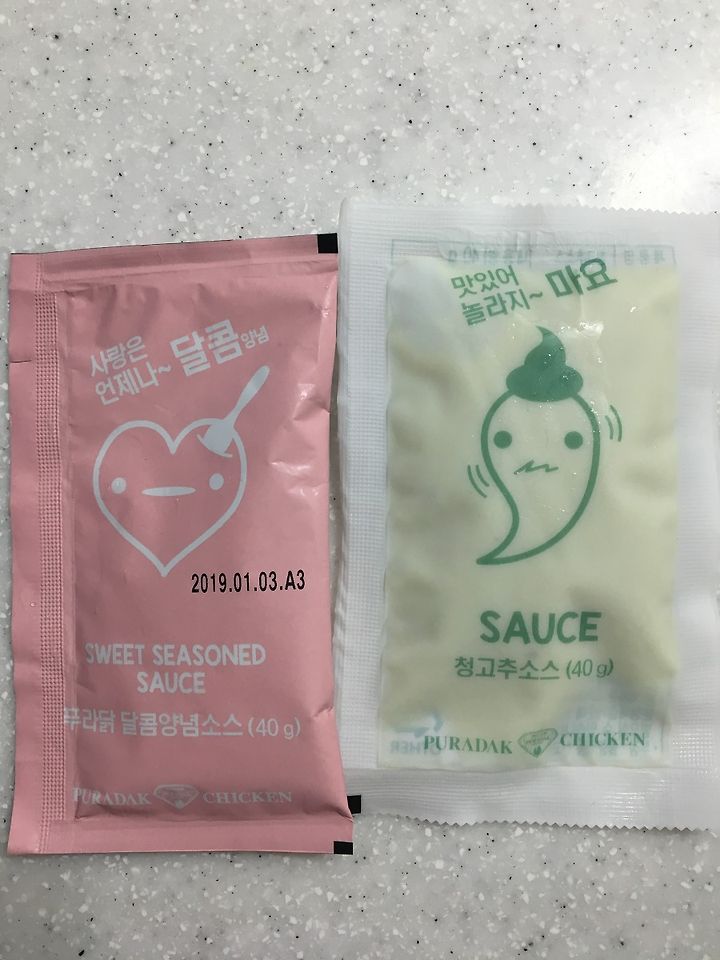 사랑은
언제나~ 달콤양념
2019.01.03.A3
SWEET SEASONED
SAUCE
푸라닭 달콤양념소스 (40 g)
PURADAK CHICKEN
맛있어
놀라지~ 마요
SAUCE
청고추소스 (40 g)
PURADAK CHICKEN